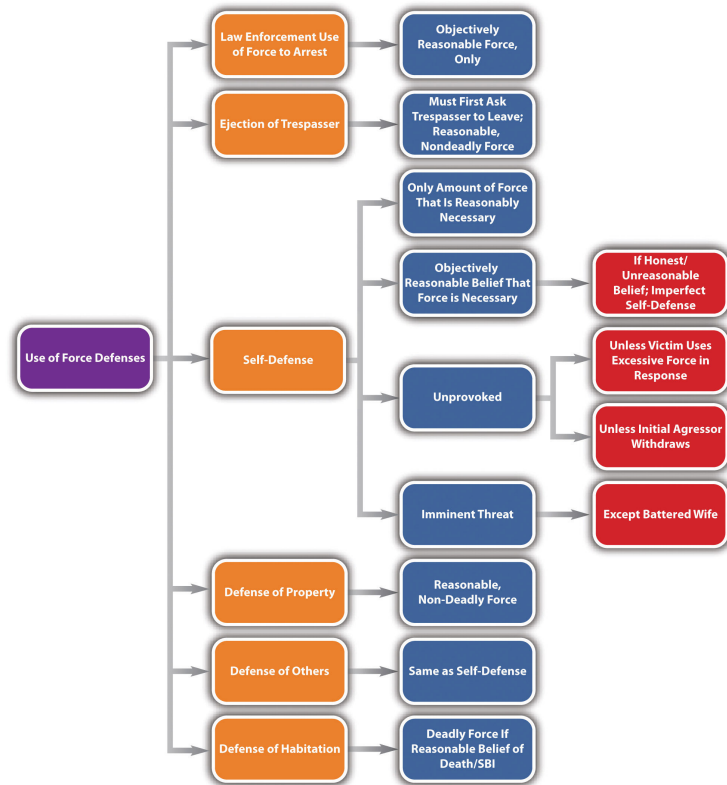 Law Enforcement Use
of Force to Arrest
Objectively
Reasonable Force,
Only
Ejection of Trespasser
Must First Ask
Trespasser to Leave;
Reasonable,
Nondeadly Force
Use of Force Defenses
Self-Defense
Only Amount of Force
That Is Reasonably
Necessary
Objectively
Reasonable Belief That
Force is Necessary
If Honest/
Unreasonable
Belief; Imperfect
Self-Defense
Unprovoked
Unless Victim Uses
Excessive Force in
Response
Unless Initial Agressor
Withdraws
Imminent Threat
Except Battered Wife
Defense of Property
Reasonable,
Non-Deadly Force
Defense of Others
Same as Self-Defense
Defense of Habitation
Deadly Force If
Reasonable Belief of
Death/SBI